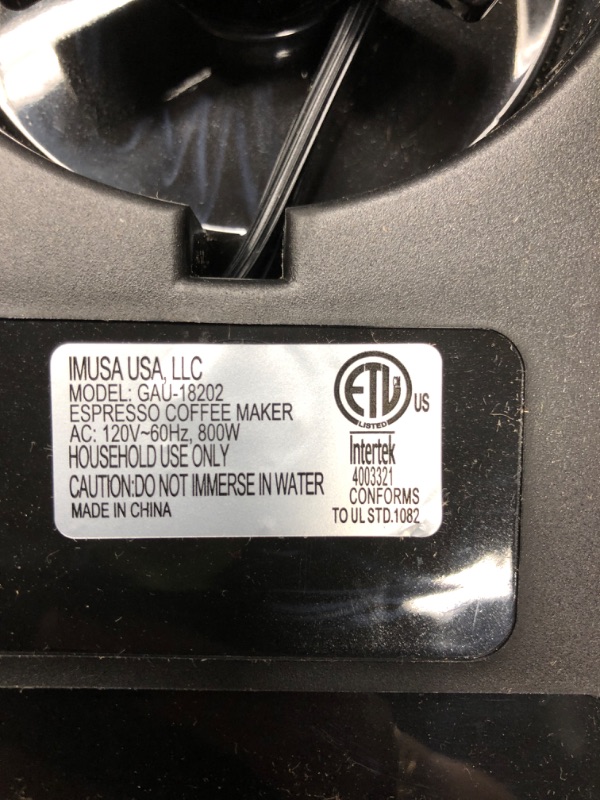 IMUSA USA, LLC
MODEL: GAU-18202
ESPRESSO COFFEE MAKER
AC: 120V~60Hz, 800W
HOUSEHOLD USE ONLY
CAUTION:DO NOT IMMERSE IN WATER
MADE IN CHINA
ETL
LISTED
US
Intertek
4003321
CONFORMS
TO UL STD.1082